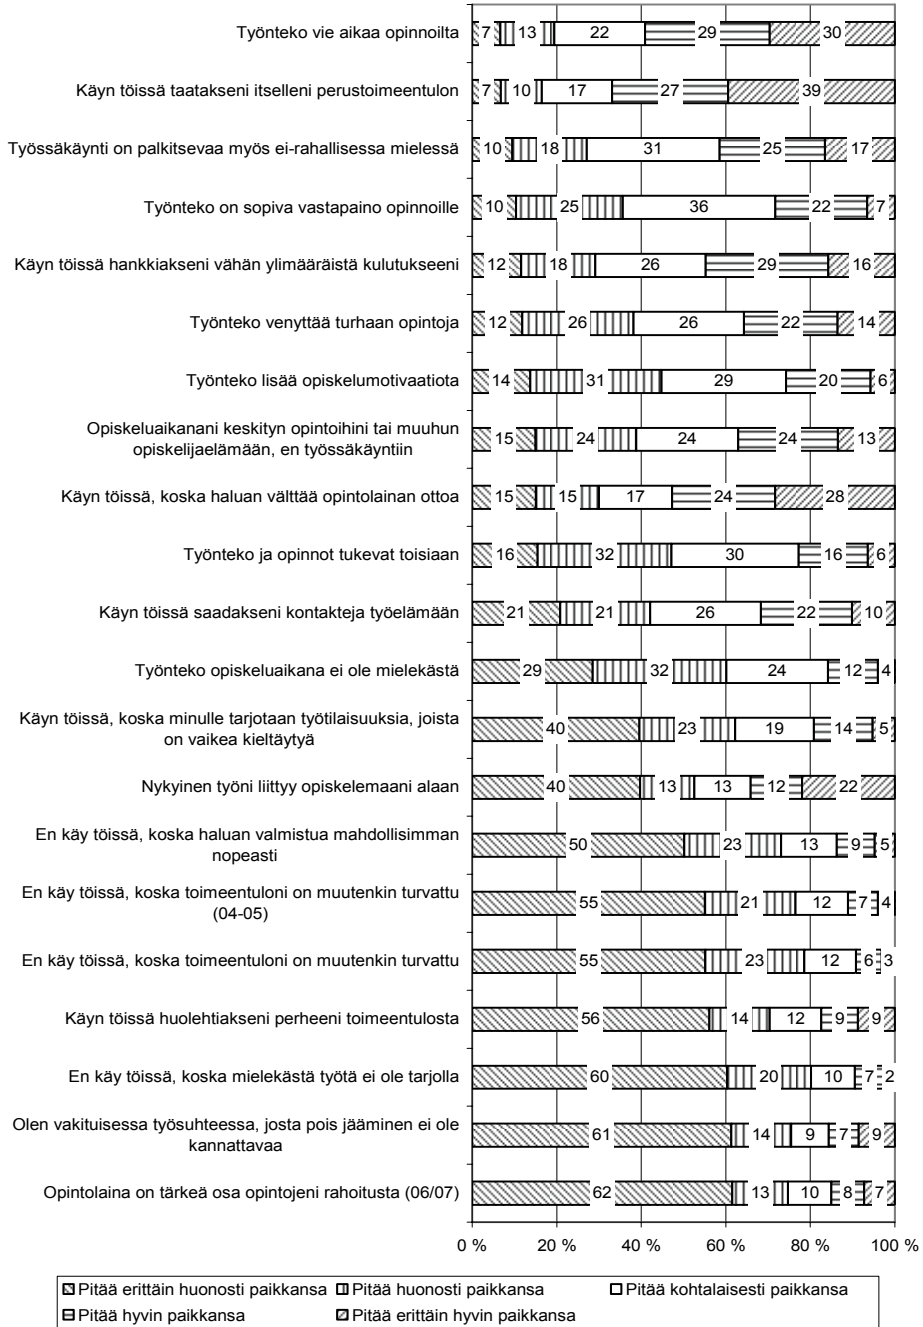 Työnteko vie aikaa opinnoilta
7 13 22 29 30
Käyn töissä taatakseni itselleni perustoimeentulon
7 10 17 27 39
Työssäkäynti on palkitsevaa myös ei-rahallisessa mielessä
10 18 31 25 17
Työnteko on sopiva vastapaino opinnoille
10 25 36 22 7
Käyn töissä hankkiakseni vähän ylimääräistä kulutukseeni
12 18 26 29 16
Työnteko venyttää turhaan opintoja
12 26 26 22 14
Työnteko lisää opiskelumotivaatiota
14 31 29 20 6
Opiskeluaikanani keskityn opintoihini tai muuhun
opiskelijaelämään, en työssäkäyntiin
15 24 24 24 13
Käyn töissä, koska haluan välttää opintolainan ottoa
15 15 17 24 28
Työnteko ja opinnot tukevat toisiaan
16 32 30 16 6
Käyn töissä saadakseni kontakteja työelämään
21 21 26 22 10
Työnteko opiskeluaikana ei ole mielekästä
29 32 24 12 4
Käyn töissä, koska minulle tarjotaan työtilaisuuksia, joista
on vaikea kieltäytyä
40 23 19 14 5
Nykyinen työni liittyy opiskelemaani alaan
40 13 13 12 22
En käy töissä, koska haluan valmistua mahdollisimman
nopeasti
50 23 13 9 5
En käy töissä, koska toimeentuloni on muutenkin turvattu
(04-05)
55 21 12 7 4
En käy töissä, koska toimeentuloni on muutenkin turvattu
55 23 12 6 3
Käyn töissä huolehtiakseni perheeni toimeentulosta
56 14 12 9 9
En käy töissä, koska mielekästä työtä ei ole tarjolla
60 20 10 7 2
Olen vakituisessa työsuhteessa, josta pois jääminen ei ole
kannattavaa
61 14 9 7 9
Opintolaina on tärkeä osa opintojeni rahoitusta (06/07)
62 13 10 8 7
0 % 20 % 40 % 60 % 80 % 100 %
Pitää erittäin huonosti paikkansa Pitää huonosti paikkansa Pitää kohtalaisesti paikkansa
Pitää hyvin paikkansa Pitää erittäin hyvin paikkansa